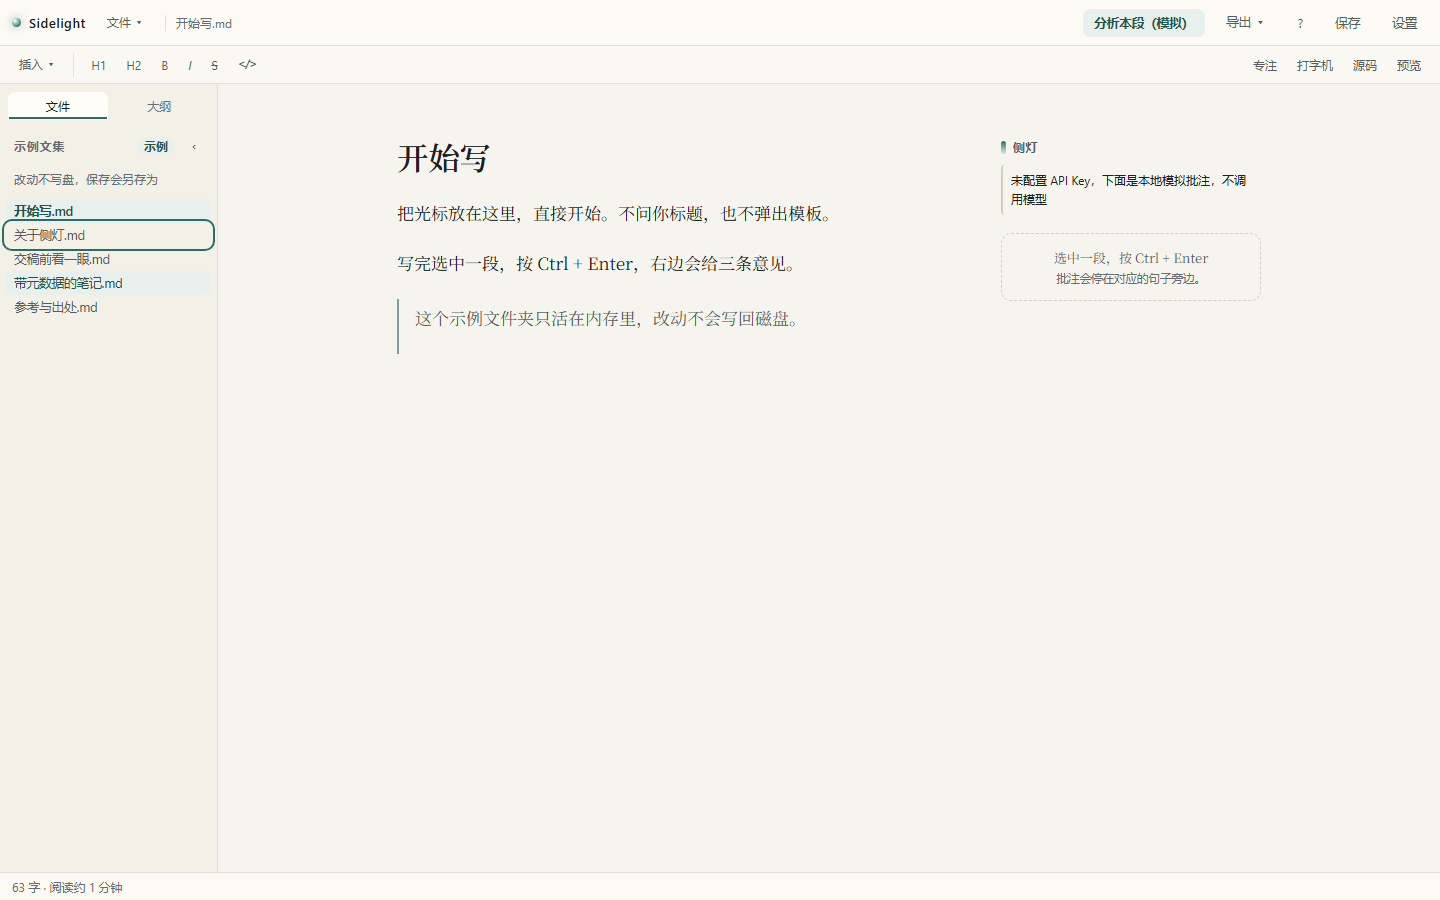 Sidelight 文件 开始写.md 分析本段（模拟） 导出 ? 保存 设置
插入 H1 H2 B I S </> 专注 打字机 源码 预览
文件 大纲
示例文集 示例
改动不写盘，保存会另存为
开始写.md
关于侧灯.md
交稿前看一眼.md
带元数据的笔记.md
参考与出处.md
开始写
把光标放在这里，直接开始。不问你标题，也不弹出模板。
写完选中一段，按 Ctrl + Enter，右边会给三条意见。
这个示例文件夹只活在内存里，改动不会写回磁盘。
侧灯
未配置 API Key，下面是本地模拟批注，不调
用模型
选中一段，按 Ctrl + Enter
批注会停在对应的句子旁边。
63 字 · 阅读约 1 分钟